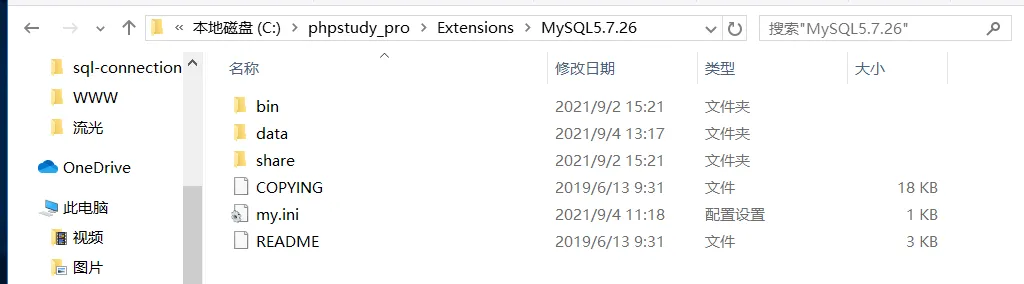 « 本地磁盘 (C:) › phpstudy_pro › Extensions › MySQL5.7.26
搜索"MySQL5.7.26"
sql-connection
WWW
流光
OneDrive
此电脑
视频
图片
名称 修改日期 类型 大小
bin 2021/9/2 15:21 文件夹
data 2021/9/4 13:17 文件夹
share 2021/9/2 15:21 文件夹
COPYING 2019/6/13 9:31 文件 18 KB
my.ini 2021/9/4 11:18 配置设置 1 KB
README 2019/6/13 9:31 文件 3 KB